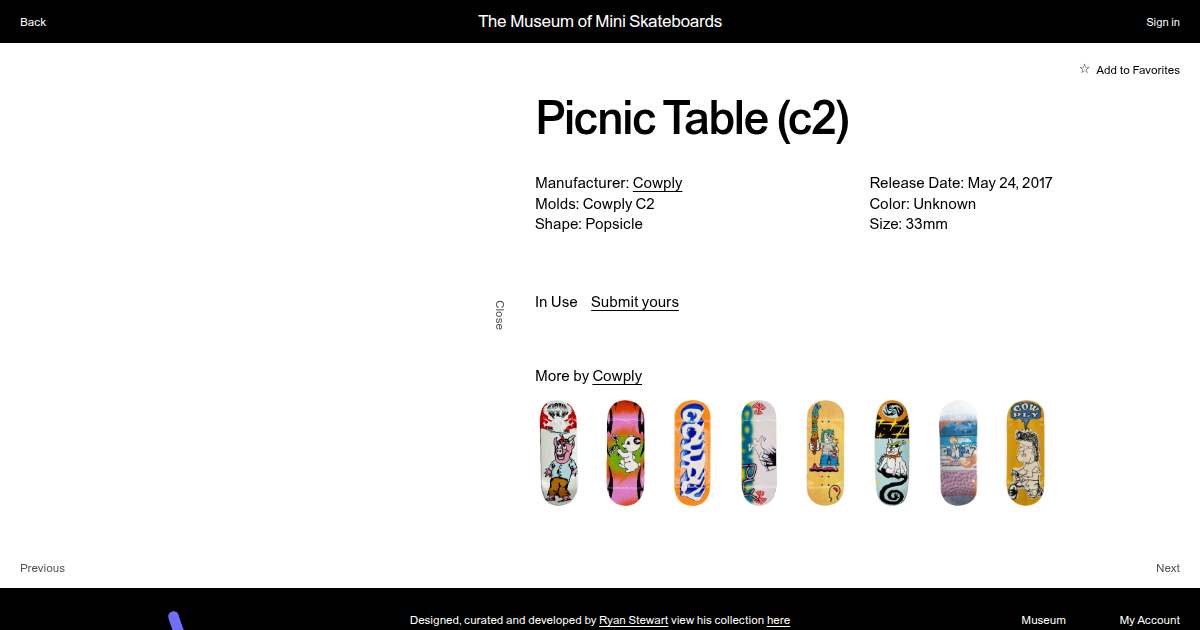 Back
The Museum of Mini Skateboards
Sign in
☆ Add to Favorites
Picnic Table (c2)
Manufacturer: Cowply
Molds: Cowply C2
Shape: Popsicle
Release Date: May 24, 2017
Color: Unknown
Size: 33mm
Close
In Use Submit yours
More by Cowply
COW
PLY
Previous
Next
Designed, curated and developed by Ryan Stewart view his collection here
Museum
My Account